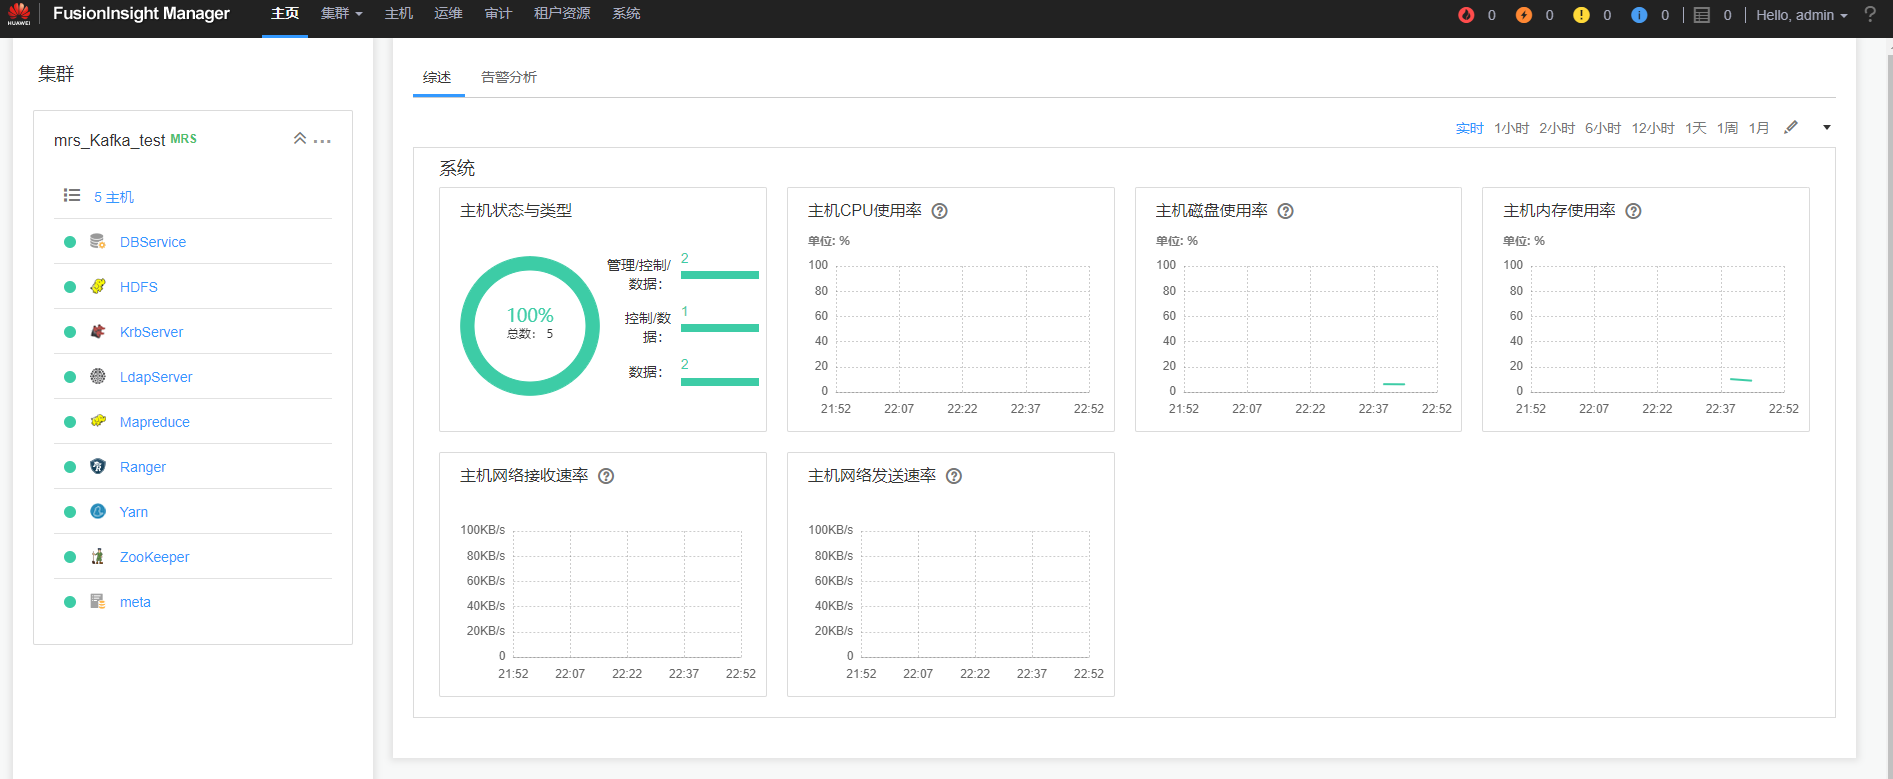 HUAWEI
FusionInsight Manager
主页 集群 主机 运维 审计 租户资源 系统
0 0 0 0 0 Hello, admin ?
集群
mrs_Kafka_test MRS
5 主机
DBService
HDFS
KrbServer
LdapServer
Mapreduce
Ranger
Yarn
ZooKeeper
meta
综述 告警分析
实时 1小时 2小时 6小时 12小时 1天 1周 1月
系统
主机状态与类型
100%
总数： 5
管理/控制/
数据：
2
控制/数
据：
1
数据：
2
主机CPU使用率 ?
单位: %
100
80
60
40
20
0
21:52 22:07 22:22 22:37 22:52
主机磁盘使用率 ?
单位: %
100
80
60
40
20
0
21:52 22:07 22:22 22:37 22:52
主机内存使用率 ?
单位: %
100
80
60
40
20
0
21:52 22:07 22:22 22:37 22:52
主机网络接收速率 ?
100KB/s
80KB/s
60KB/s
40KB/s
20KB/s
0
21:52 22:07 22:22 22:37 22:52
主机网络发送速率 ?
100KB/s
80KB/s
60KB/s
40KB/s
20KB/s
0
21:52 22:07 22:22 22:37 22:52